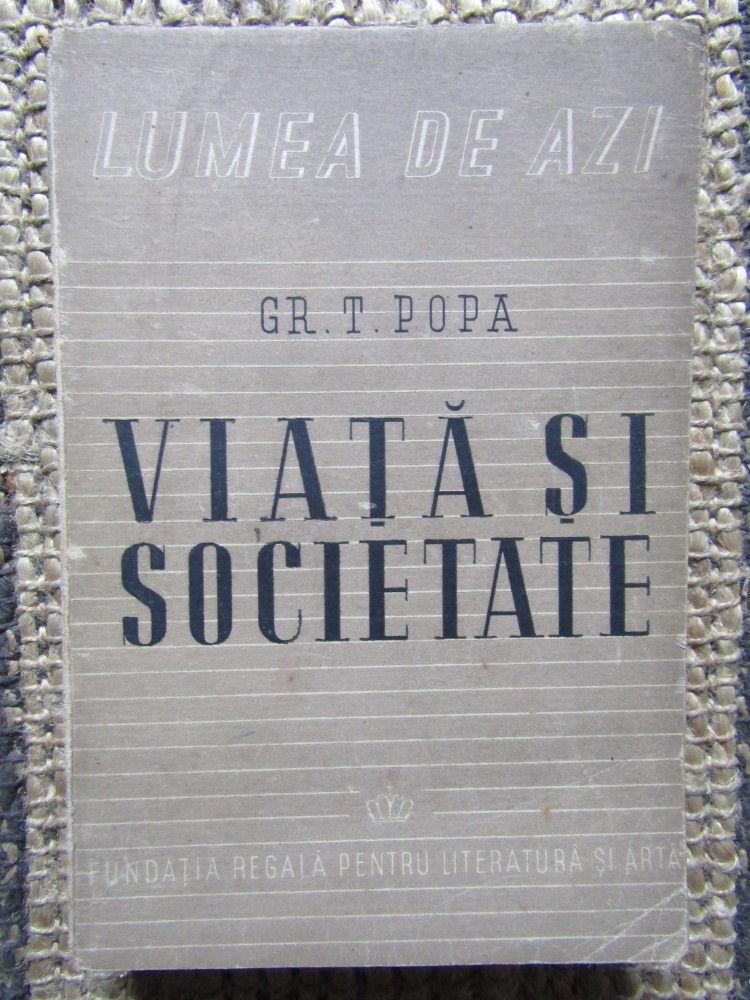 LUMEA DE AZI
GR. T. POPA
VIAȚĂ ȘI
SOCIETATE
FUNDAȚIA REGALĂ PENTRU LITERATURĂ ȘI ARTĂ